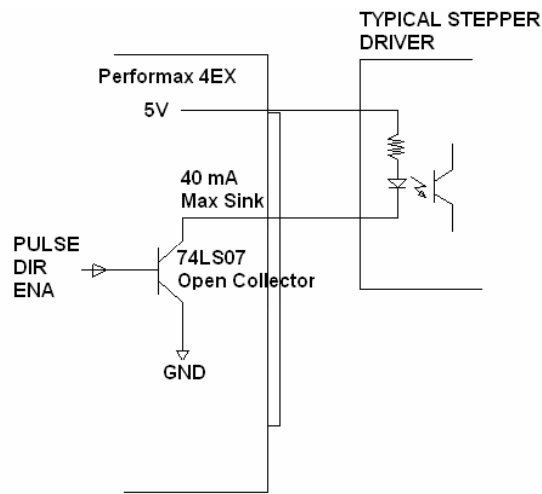 TYPICAL STEPPER
DRIVER
Performax 4EX
5V
40 mA
Max Sink
PULSE
DIR
ENA
74LS07
Open Collector
GND